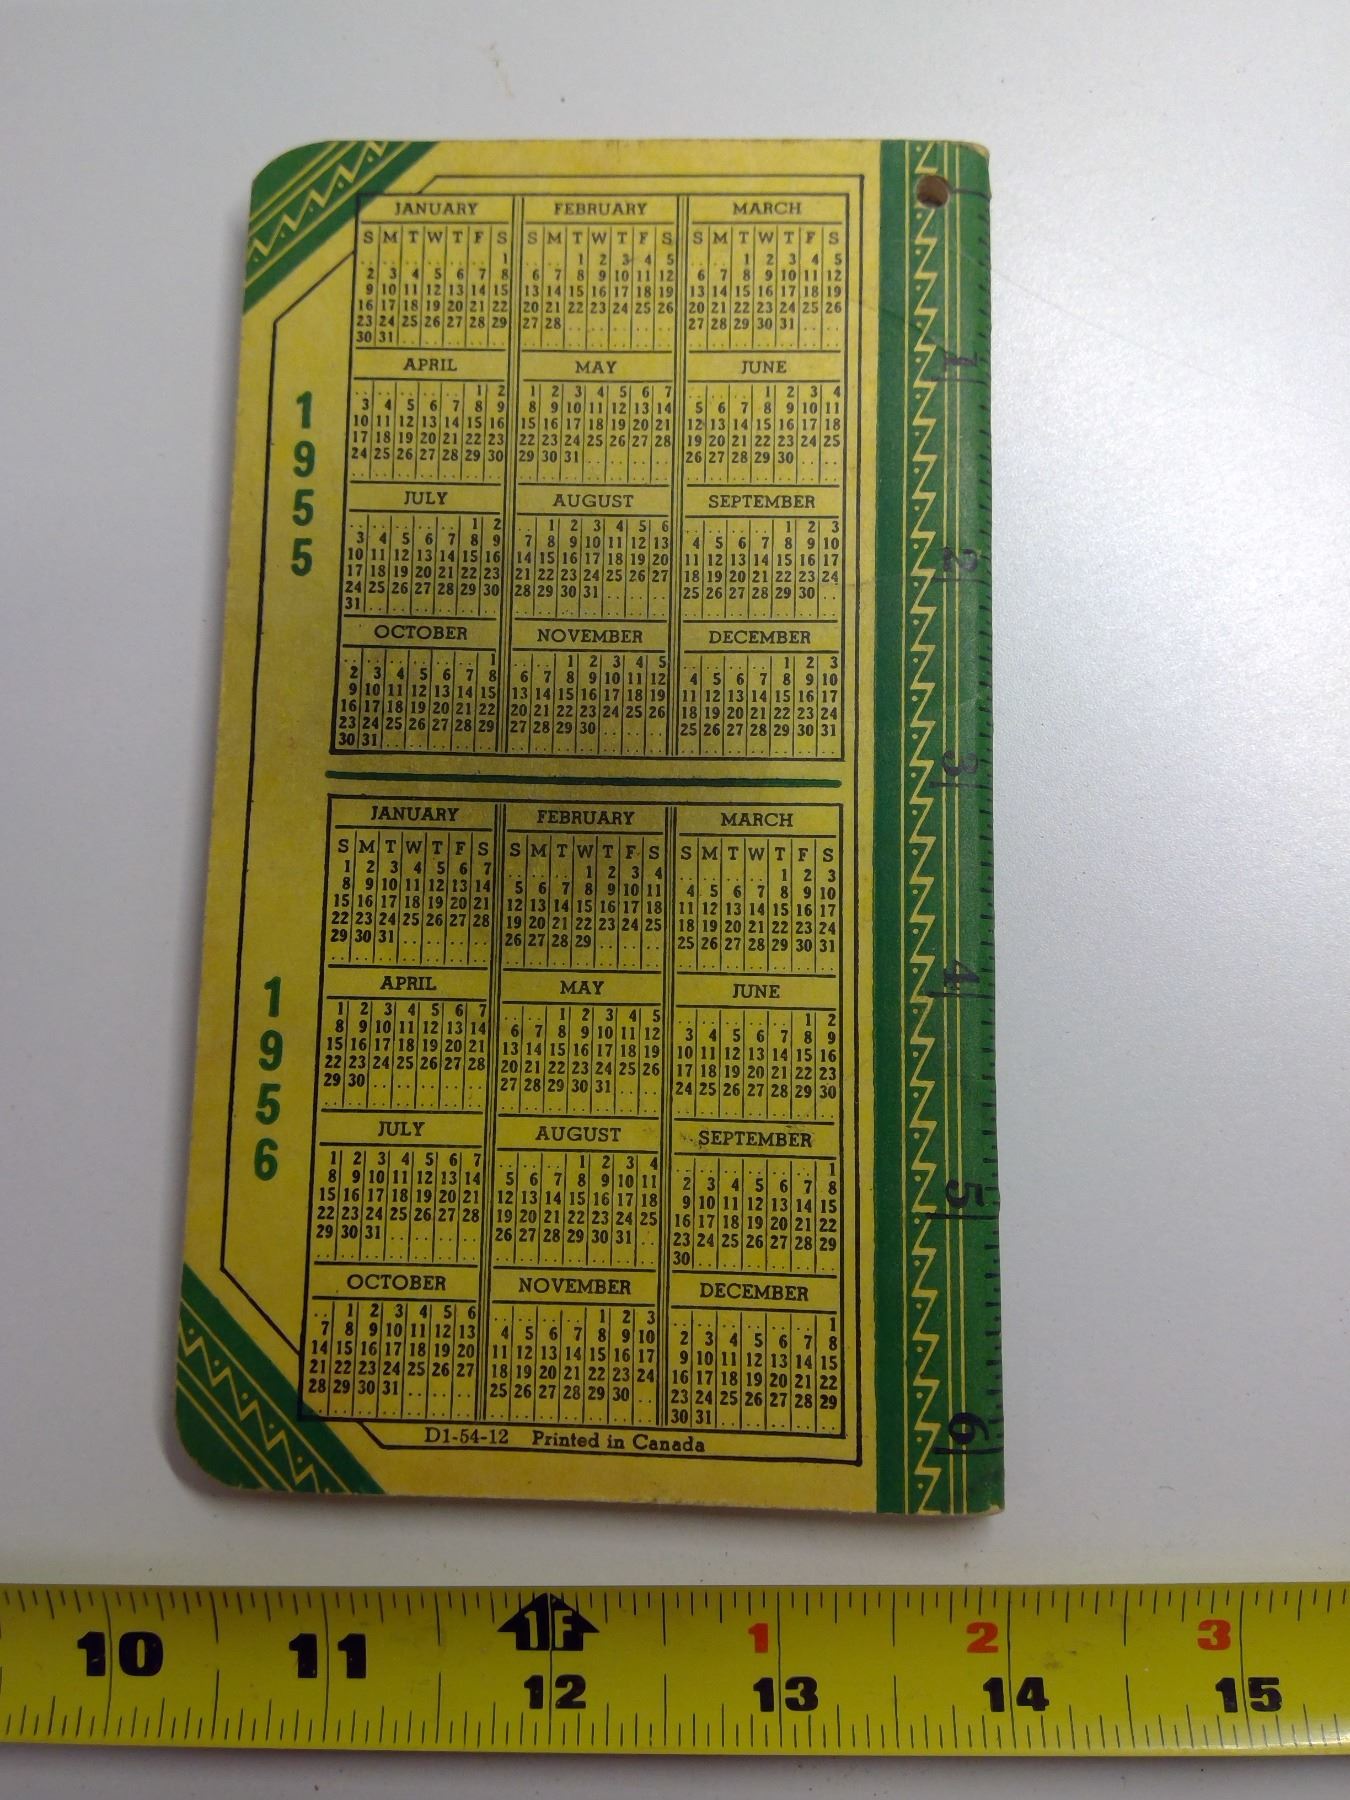 1955
JANUARY FEBRUARY MARCH
S M T W T F S S M T W T F S S M T W T F S
1 1 2 3 4 5 1 2 3 4 5
2 3 4 5 6 7 8 6 7 8 9 10 11 12 6 7 8 9 10 11 12
9 10 11 12 13 14 15 13 14 15 16 17 18 19 13 14 15 16 17 18 19
16 17 18 19 20 21 22 20 21 22 23 24 25 26 20 21 22 23 24 25 26
23 24 25 26 27 28 29 27 28 27 28 29 30 31
30 31
APRIL MAY JUNE
1 2 1 2 3 4 5 6 7 1 2 3 4
3 4 5 6 7 8 9 8 9 10 11 12 13 14 5 6 7 8 9 10 11
10 11 12 13 14 15 16 15 16 17 18 19 20 21 12 13 14 15 16 17 18
17 18 19 20 21 22 23 22 23 24 25 26 27 28 19 20 21 22 23 24 25
24 25 26 27 28 29 30 29 30 31 26 27 28 29 30
JULY AUGUST SEPTEMBER
1 2 1 2 3 4 5 6 1 2 3
3 4 5 6 7 8 9 7 8 9 10 11 12 13 4 5 6 7 8 9 10
10 11 12 13 14 15 16 14 15 16 17 18 19 20 11 12 13 14 15 16 17
17 18 19 20 21 22 23 21 22 23 24 25 26 27 18 19 20 21 22 23 24
24 25 26 27 28 29 30 28 29 30 31 25 26 27 28 29 30
31
OCTOBER NOVEMBER DECEMBER
1 1 2 3 4 5 1 2 3
2 3 4 5 6 7 8 6 7 8 9 10 11 12 4 5 6 7 8 9 10
9 10 11 12 13 14 15 13 14 15 16 17 18 19 11 12 13 14 15 16 17
16 17 18 19 20 21 22 20 21 22 23 24 25 26 18 19 20 21 22 23 24
23 24 25 26 27 28 29 27 28 29 30 25 26 27 28 29 30 31
30 31
1956
JANUARY FEBRUARY MARCH
S M T W T F S S M T W T F S S M T W T F S
1 2 3 4 5 6 7 1 2 3 4 1 2 3
8 9 10 11 12 13 14 5 6 7 8 9 10 11 4 5 6 7 8 9 10
15 16 17 18 19 20 21 12 13 14 15 16 17 18 11 12 13 14 15 16 17
22 23 24 25 26 27 28 19 20 21 22 23 24 25 18 19 20 21 22 23 24
29 30 31 26 27 28 29 25 26 27 28 29 30 31
APRIL MAY JUNE
1 2 3 4 5 6 7 1 2 3 4 5 1 2
8 9 10 11 12 13 14 6 7 8 9 10 11 12 3 4 5 6 7 8 9
15 16 17 18 19 20 21 13 14 15 16 17 18 19 10 11 12 13 14 15 16
22 23 24 25 26 27 28 20 21 22 23 24 25 26 17 18 19 20 21 22 23
29 30 27 28 29 30 31 24 25 26 27 28 29 30
JULY AUGUST SEPTEMBER
1 2 3 4 5 6 7 1 2 3 4 1
8 9 10 11 12 13 14 5 6 7 8 9 10 11 2 3 4 5 6 7 8
15 16 17 18 19 20 21 12 13 14 15 16 17 18 9 10 11 12 13 14 15
22 23 24 25 26 27 28 19 20 21 22 23 24 25 16 17 18 19 20 21 22
29 30 31 26 27 28 29 30 31 23 24 25 26 27 28 29
30
OCTOBER NOVEMBER DECEMBER
1 2 3 4 5 6 1 2 3 1
7 8 9 10 11 12 13 4 5 6 7 8 9 10 2 3 4 5 6 7 8
14 15 16 17 18 19 20 11 12 13 14 15 16 17 9 10 11 12 13 14 15
21 22 23 24 25 26 27 18 19 20 21 22 23 24 16 17 18 19 20 21 22
28 29 30 31 25 26 27 28 29 30 23 24 25 26 27 28 29
30 31
D1-54-12 Printed in Canada
1 2 3 4 5 6
1F 1 2 3
10 11 12 13 14 15